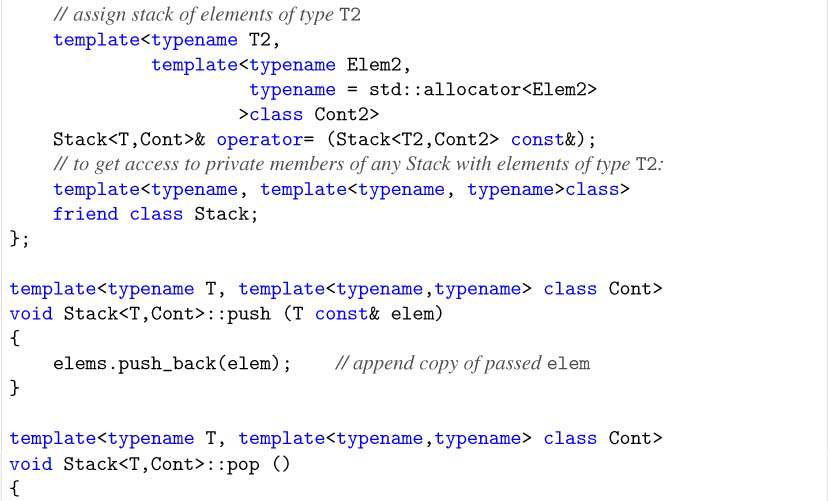 // assign stack of elements of type T2
template<typename T2,
template<typename Elem2,
typename = std::allocator<Elem2>
>class Cont2>
Stack<T,Cont>& operator= (Stack<T2,Cont2> const&);
// to get access to private members of any Stack with elements of type T2:
template<typename, template<typename, typename>class>
friend class Stack;
};
template<typename T, template<typename,typename> class Cont>
void Stack<T,Cont>::push (T const& elem)
{
elems.push_back(elem); // append copy of passed elem
}
template<typename T, template<typename,typename> class Cont>
void Stack<T,Cont>::pop ()
{